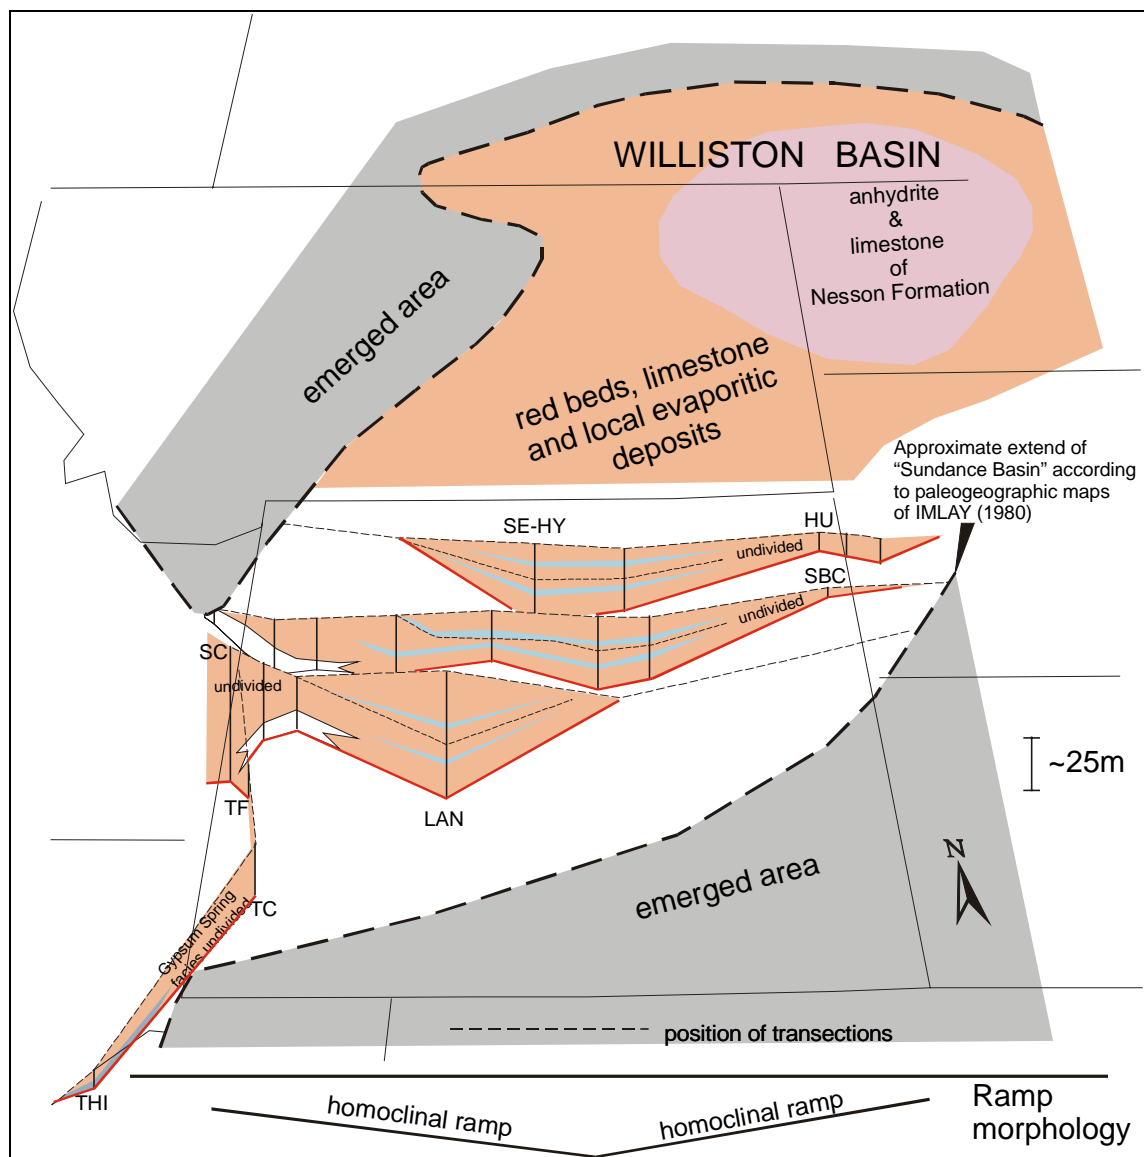 WILLISTON BASIN
anhydrite
&
limestone
of
Nesson Formation
emerged area
red beds, limestone
and local evaporitic
deposits
Approximate extend of
“Sundance Basin” according
to paleogeographic maps
of IMLAY (1980)
SE-HY
HU
undivided
SBC
undivided
SC
undivided
TF
LAN
~25m
N
emerged area
TC
Gypsum Spring
facies undivided
position of transections
THI
homoclinal ramp
homoclinal ramp
Ramp
morphology